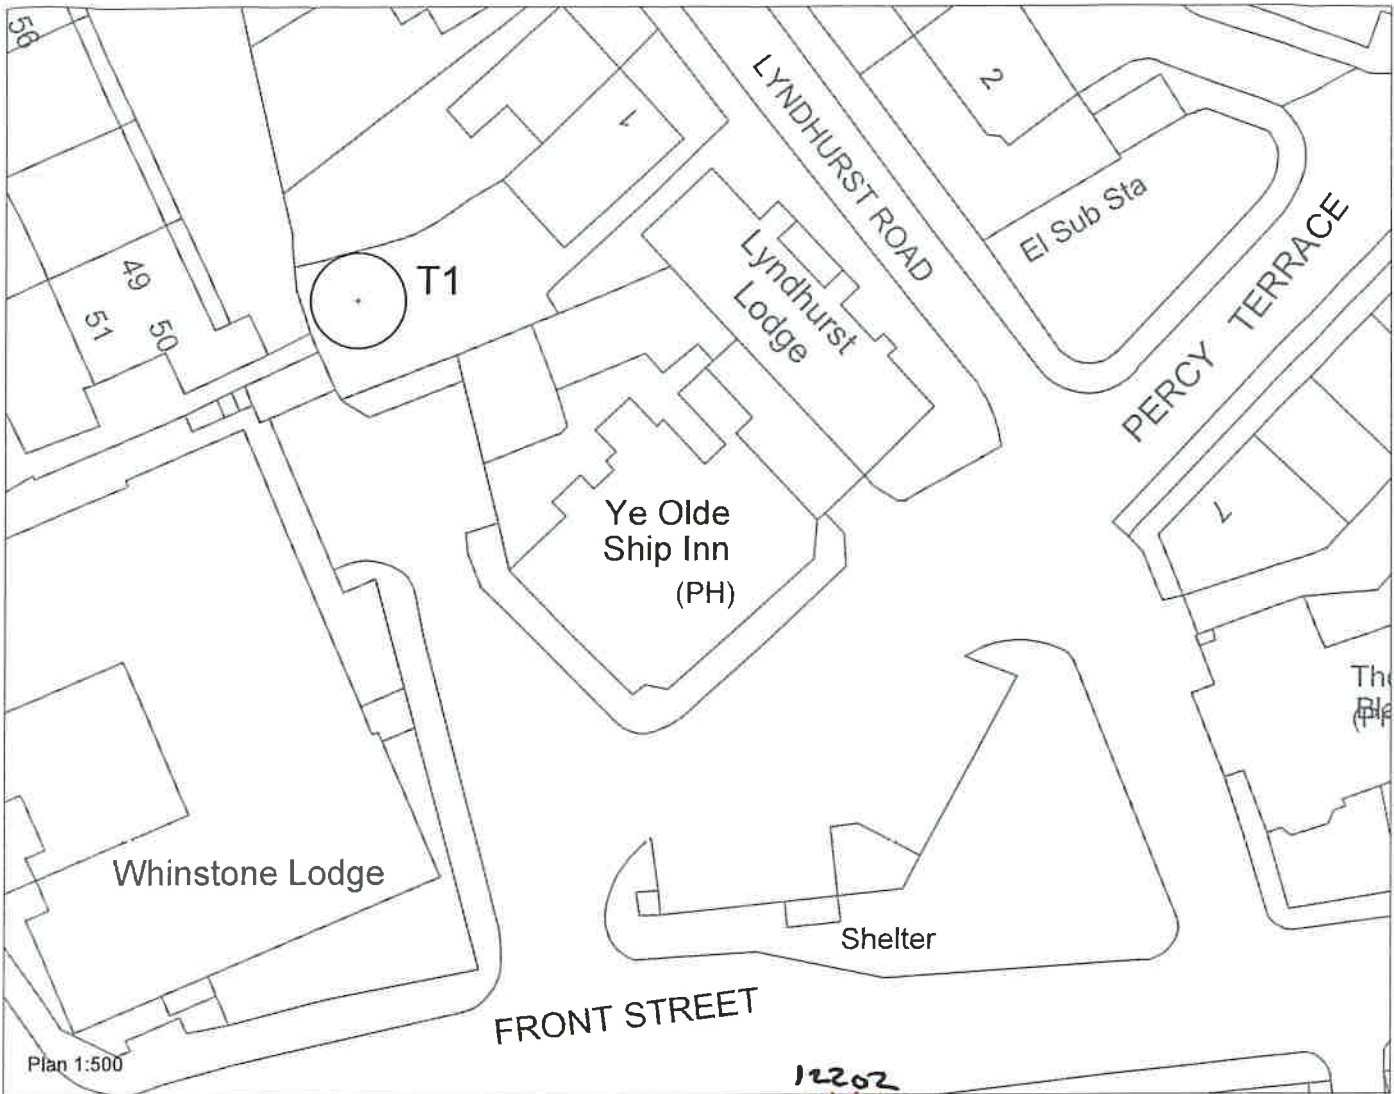 56
1
LYNDHURST ROAD
2
El Sub Sta
PERCY TERRACE
T1
49
50
51
Lyndhurst
Lodge
Ye Olde
Ship Inn
(PH)
7
Whinstone Lodge
Shelter
FRONT STREET
Plan 1:500
12202